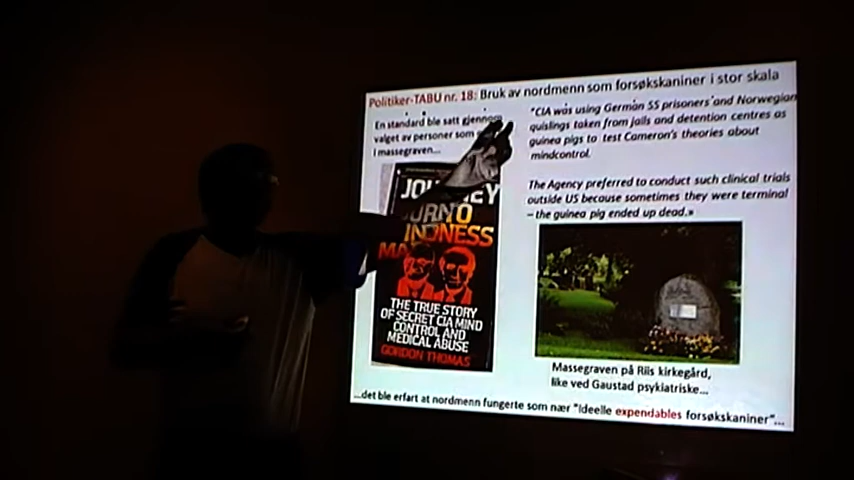 Politiker-TABU nr. 18: Bruk av nordmenn som forsøkskaniner i stor skala
En standard ble satt gjennom
valget av personer som
i massegraven...
"CIA was using German SS prisoners and Norwegian
quislings taken from jails and detention centres as
guinea pigs to test Cameron's theories about
mindcontrol.
The Agency preferred to conduct such clinical trials
outside US because sometimes they were terminal
– the guinea pig ended up dead.»
THE TRUE STORY
OF SECRET CIA MIND
CONTROL AND
MEDICAL ABUSE
GORDON THOMAS
Massegraven på Riis kirkegård,
like ved Gaustad psykiatriske...
...det ble erfart at nordmenn fungerte som nær "Ideelle expendables forsøkskaniner"...